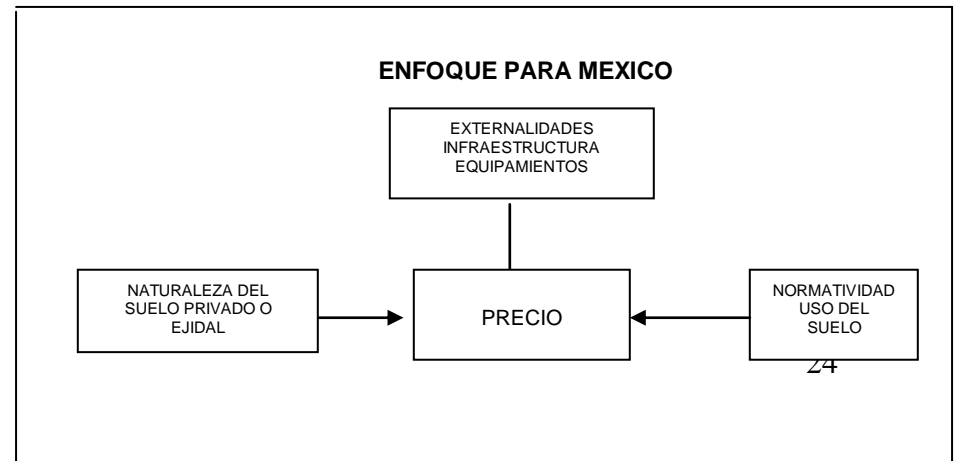 ENFOQUE PARA MEXICO
EXTERNALIDADES
INFRAESTRUCTURA
EQUIPAMIENTOS
NATURALEZA DEL
SUELO PRIVADO O
EJIDAL
PRECIO
NORMATIVIDAD
USO DEL
SUELO
24